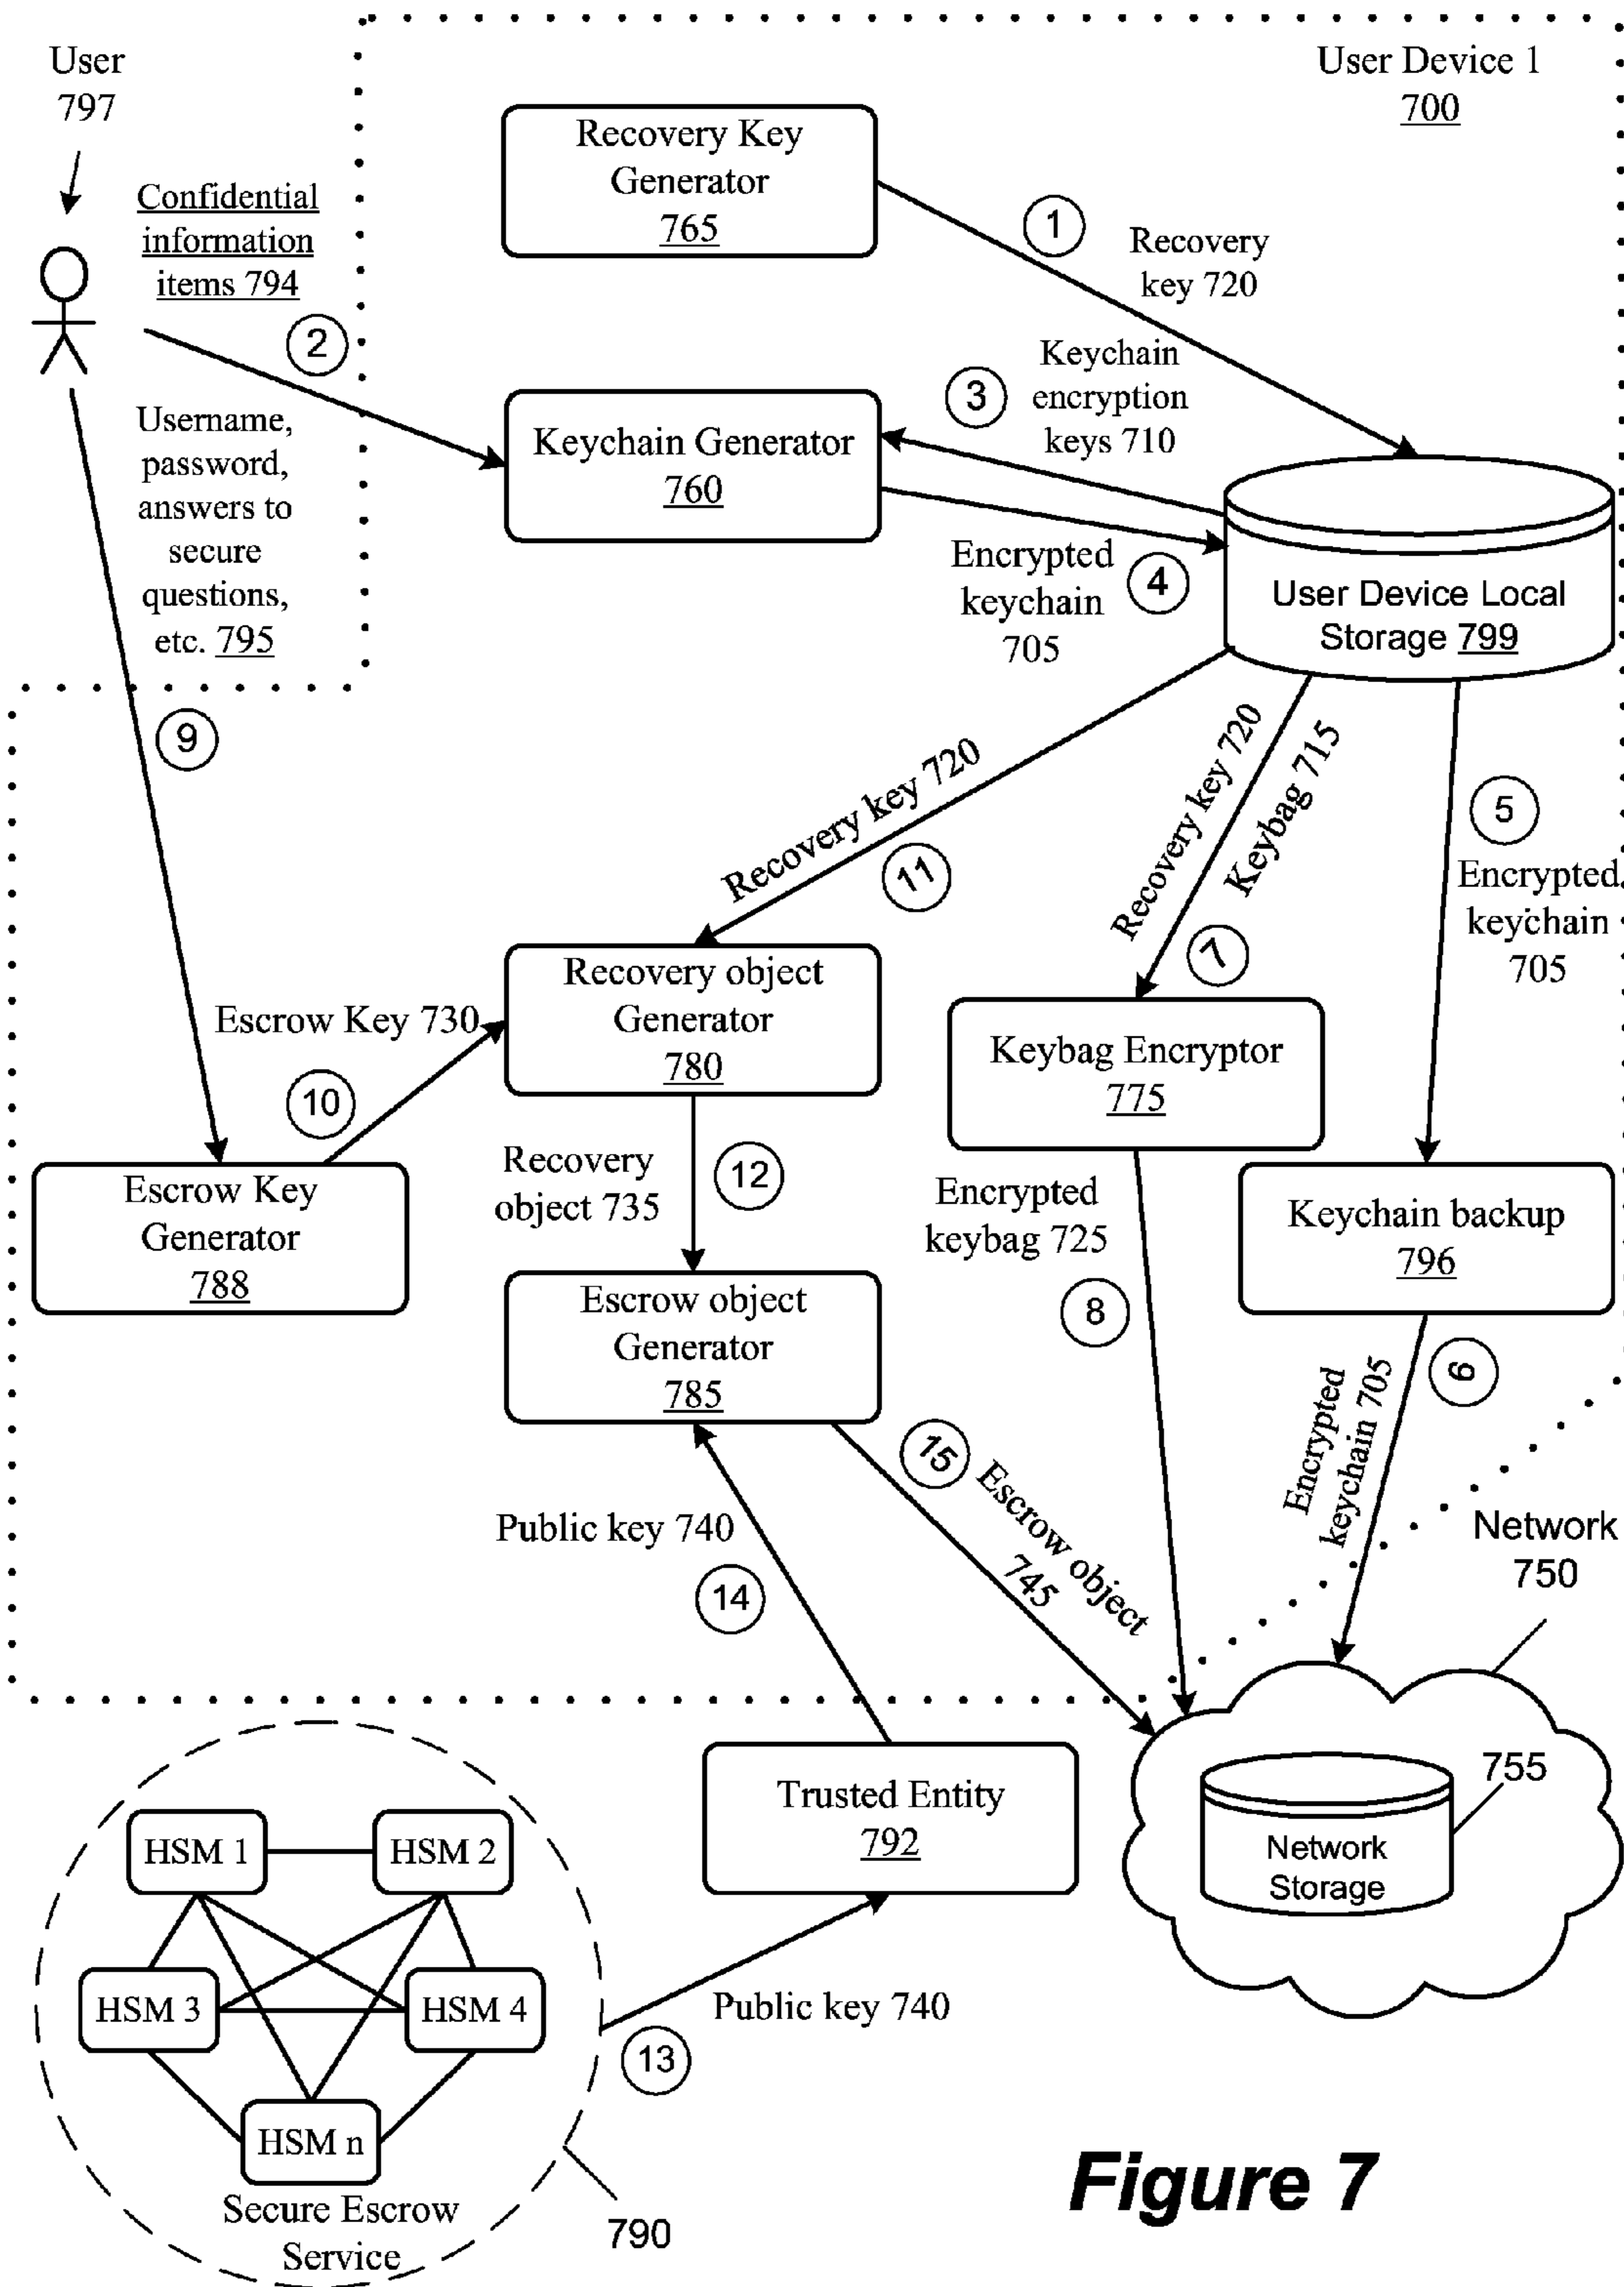 User
797
User Device 1
700
Confidential
information
items 794
Recovery Key
Generator
765
1
Recovery
key 720
2
Keychain Generator
760
3
Keychain
encryption
keys 710
Encrypted
keychain
705
4
User Device Local
Storage 799
Username,
password,
answers to
secure
questions,
etc. 795
9
Recovery key 720
11
Recovery key 720
Keybag 715
7
5
Encrypted
keychain
705
Escrow Key 730
10
Recovery object
Generator
780
Keybag Encryptor
775
Escrow Key
Generator
788
Recovery
object 735
12
Encrypted
keybag 725
8
Keychain backup
796
Escrow object
Generator
785
15
Escrow object
745
Encrypted
keychain 705
6
Public key 740
14
Network
750
Trusted Entity
792
755
Network
Storage
HSM 1
HSM 2
HSM 3
HSM 4
HSM n
Secure Escrow
Service
790
Public key 740
13
Figure 7